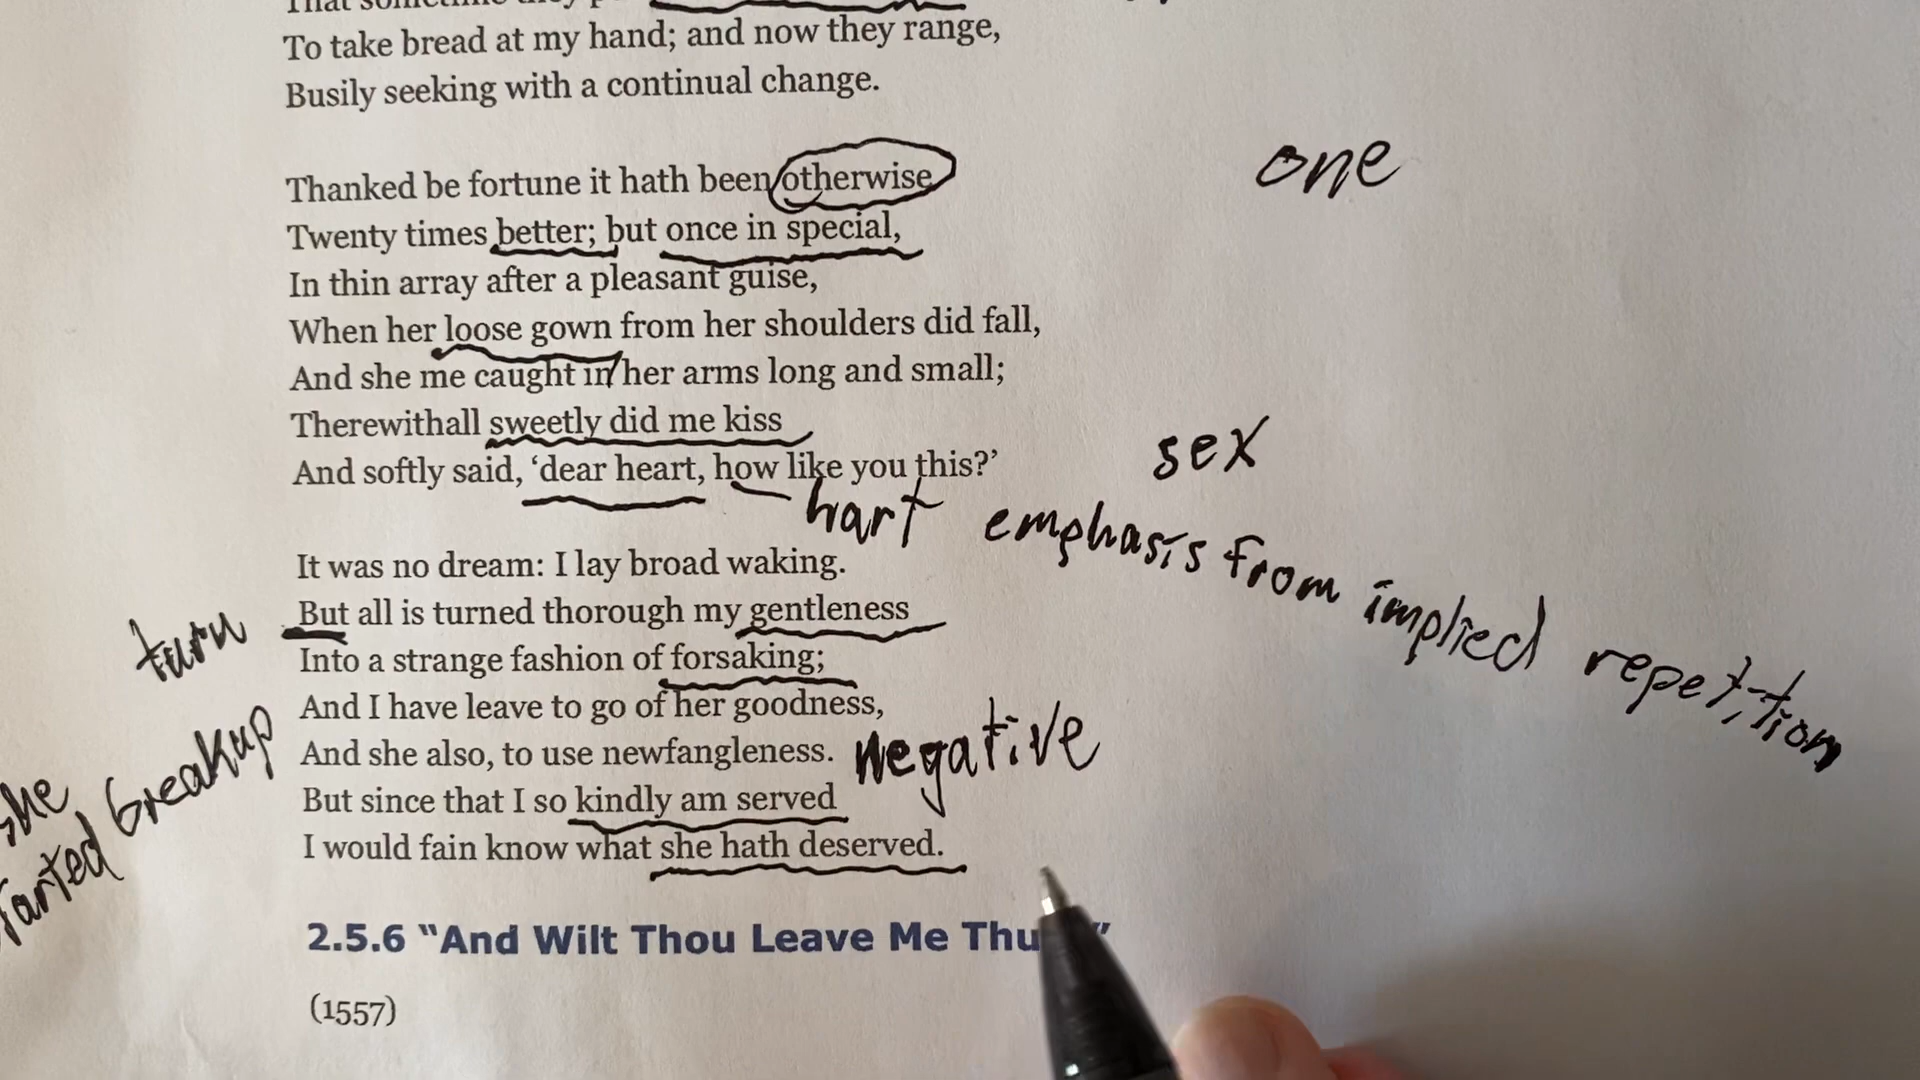 That sometime they
To take bread at my hand; and now they range,
Busily seeking with a continual change.
Thanked be fortune it hath been otherwise
one
Twenty times better; but once in special,
In thin array after a pleasant guise,
When her loose gown from her shoulders did fall,
And she me caught in her arms long and small;
Therewithall sweetly did me kiss
sex
And softly said, ‘dear heart, how like you this?’
hart emphasis from implied repetition
It was no dream: I lay broad waking.
turn
But all is turned thorough my gentleness
Into a strange fashion of forsaking;
And I have leave to go of her goodness,
And she also, to use newfangleness.
negative
she
tarted breakup
But since that I so kindly am served
I would fain know what she hath deserved.
2.5.6 “And Wilt Thou Leave Me Thu ”
(1557)